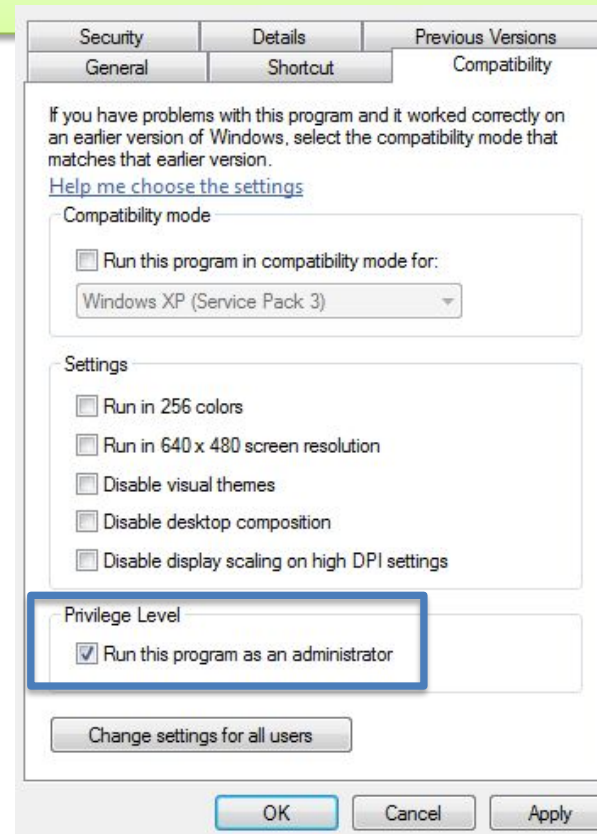 Security Details Previous Versions
General Shortcut Compatibility
If you have problems with this program and it worked correctly on
an earlier version of Windows, select the compatibility mode that
matches that earlier version.
Help me choose the settings
Compatibility mode
Run this program in compatibility mode for:
Windows XP (Service Pack 3)
Settings
Run in 256 colors
Run in 640 x 480 screen resolution
Disable visual themes
Disable desktop composition
Disable display scaling on high DPI settings
Privilege Level
Run this program as an administrator
Change settings for all users
OK Cancel Apply